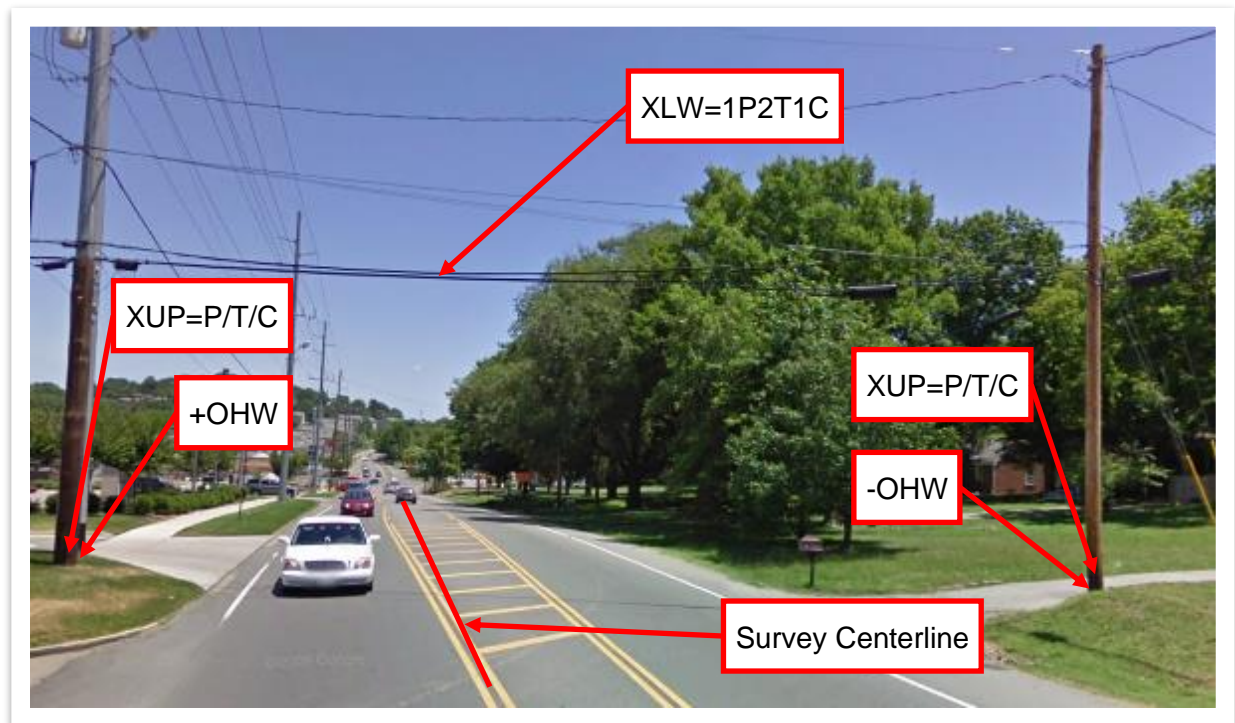 XLW=1P2T1C
XUP=P/T/C
+OHW
XUP=P/T/C
-OHW
Survey Centerline